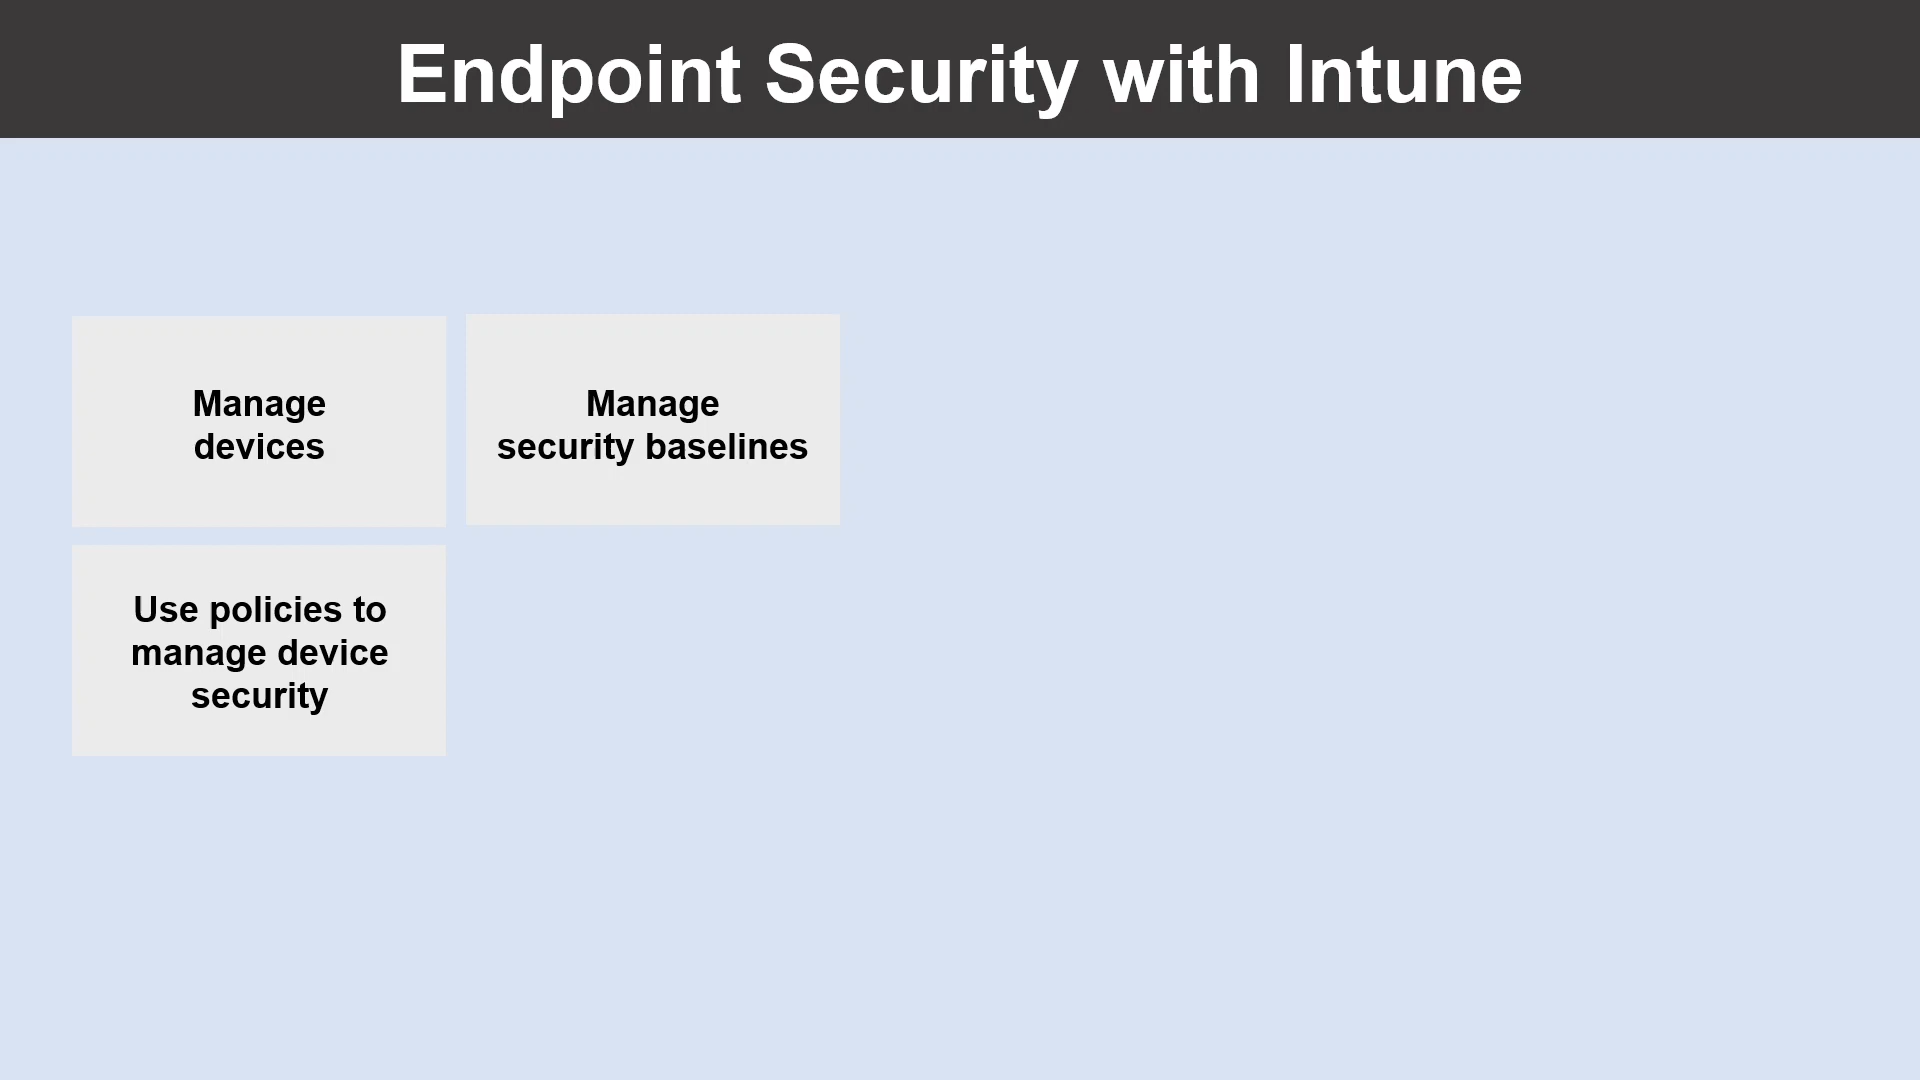 Endpoint Security with Intune
Manage
devices
Manage
security baselines
Use policies to
manage device
security